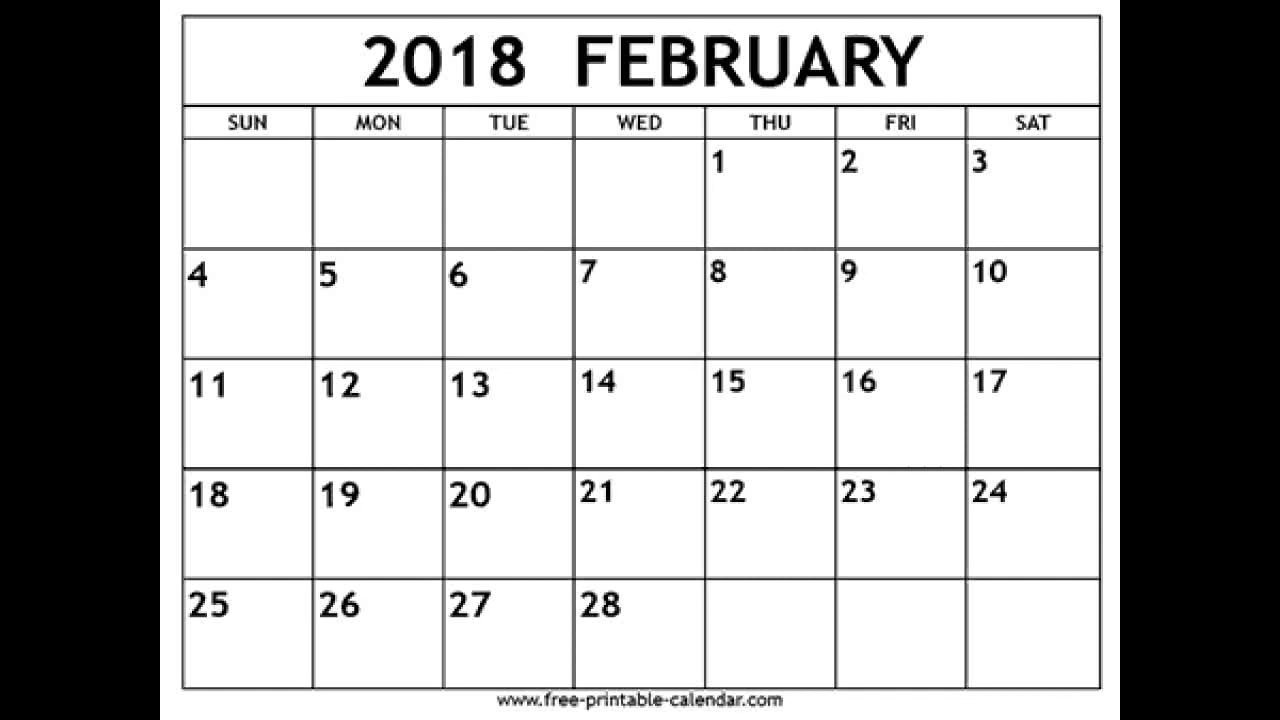 2018 FEBRUARY
SUN MON TUE WED THU FRI SAT
1 2 3
4 5 6 7 8 9 10
11 12 13 14 15 16 17
18 19 20 21 22 23 24
25 26 27 28
www.free-printable-calendar.com